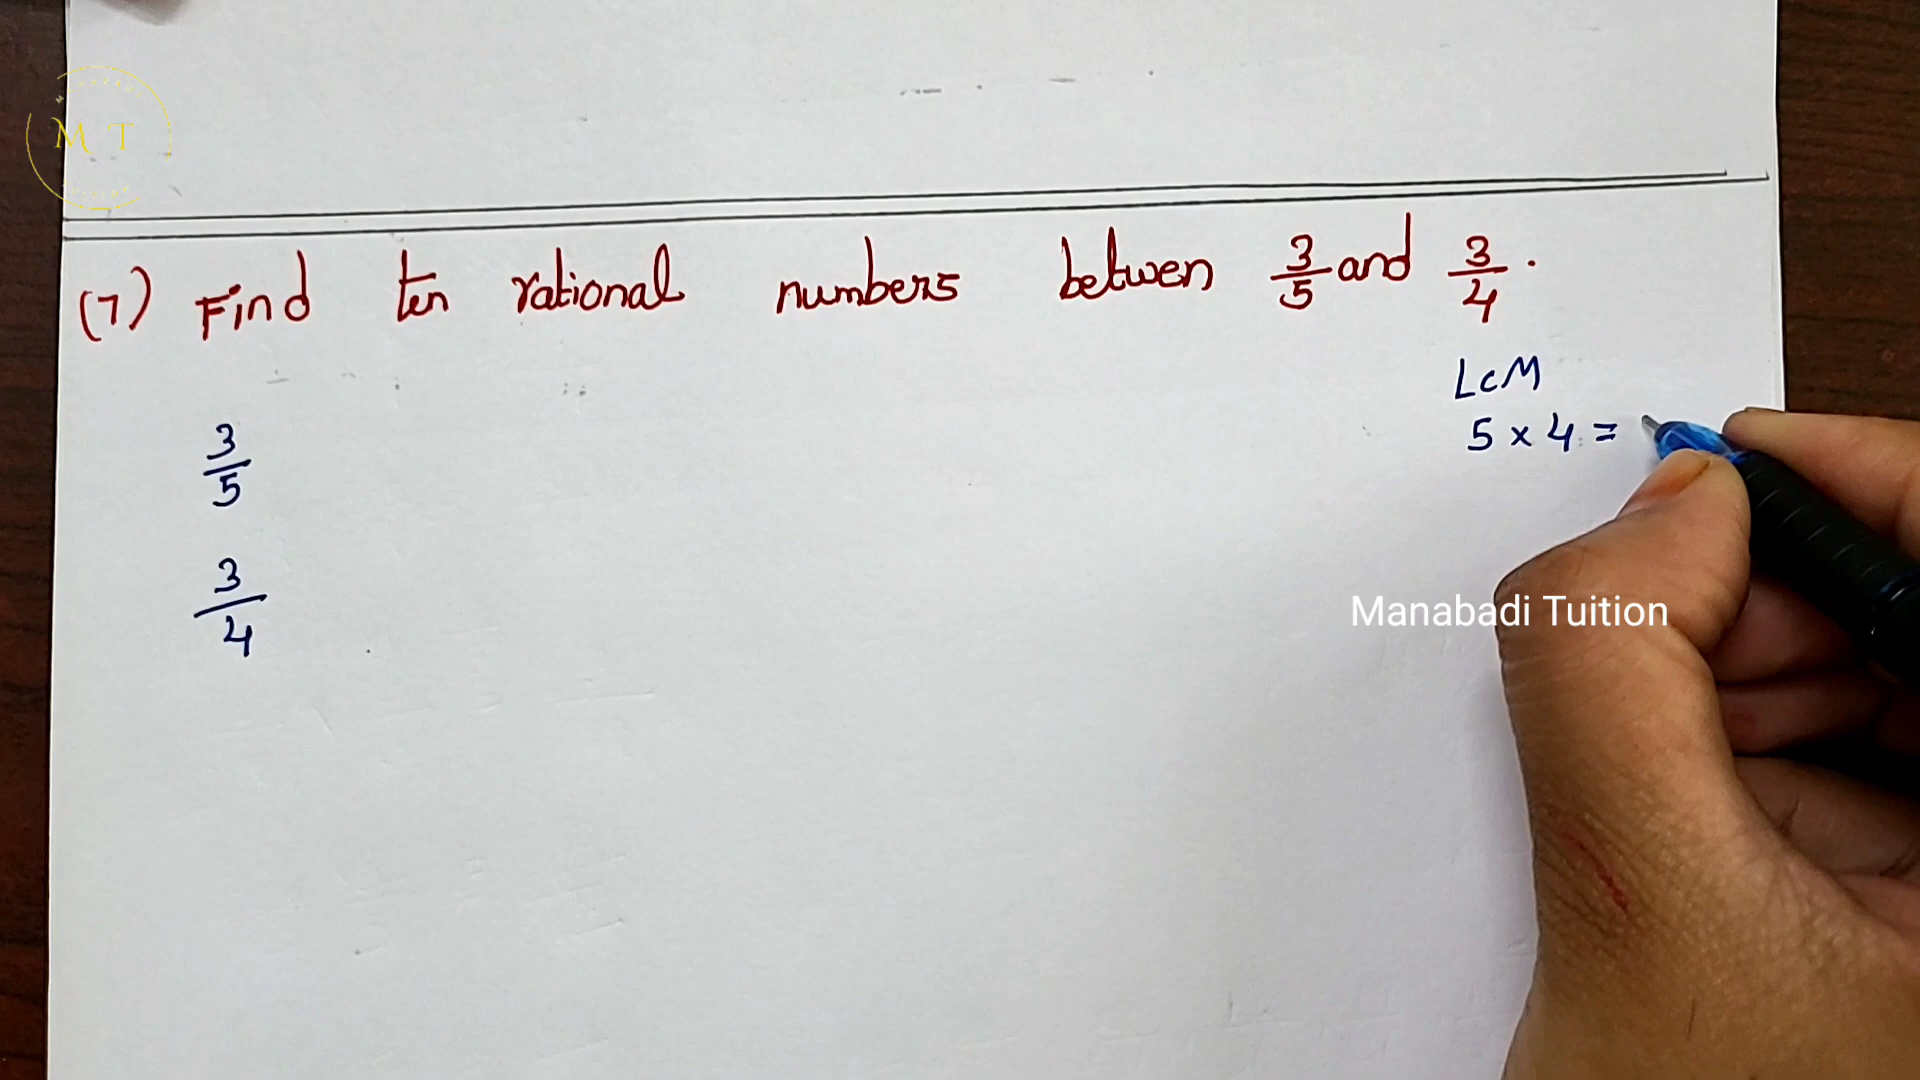 M T
(7) Find ten rational numbers betwen 3/5 and 3/4 .
LCM
5 × 4 =
3/5
3/4
Manabadi Tuition